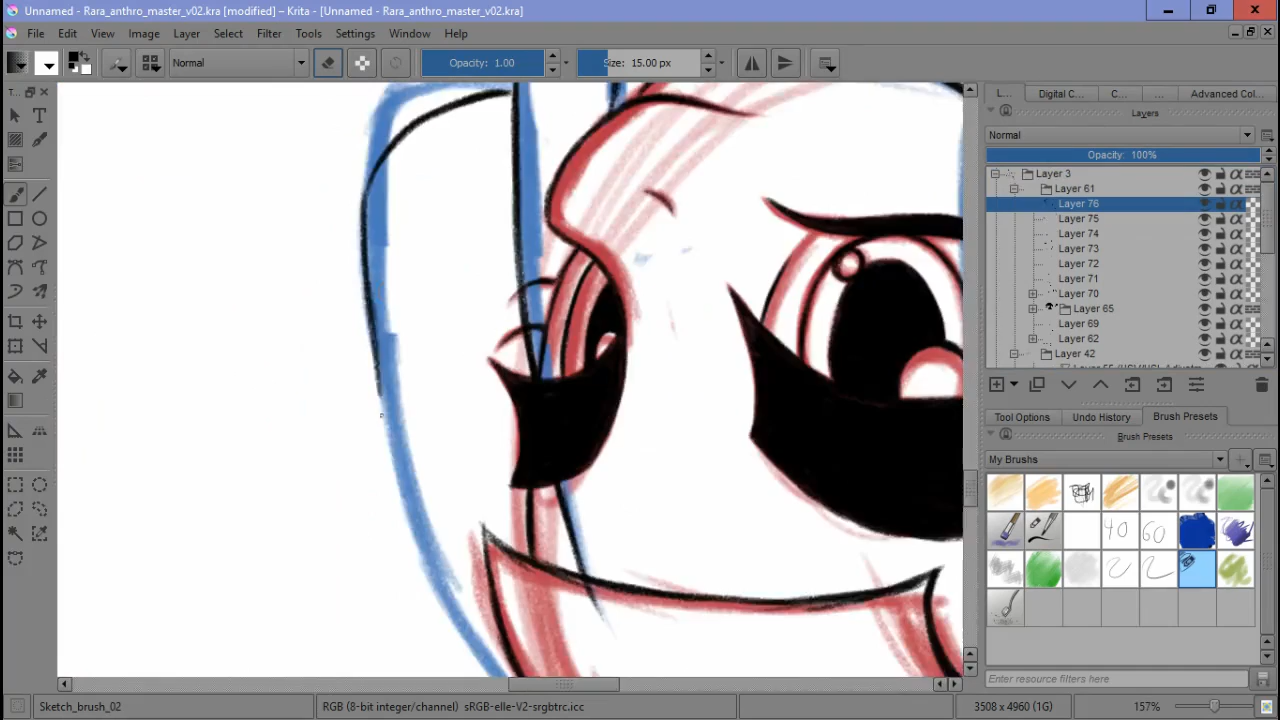 Unnamed - Rara_anthro_master_v02.kra [modified] – Krita - [Unnamed - Rara_anthro_master_v02.kra]
File Edit View Image Layer Select Filter Tools Settings Window Help
Normal Opacity: 1.00 Size: 15.00 px
T... L... Digital C... C... ... Advanced Col...
Layers
Normal
Opacity: 100%
Layer 3
Layer 61
Layer 76
Layer 75
Layer 74
Layer 73
Layer 72
Layer 71
Layer 70
Layer 65
Layer 69
Layer 62
Layer 42
Tool Options Undo History Brush Presets
Brush Presets
My Brushes
40 60
Enter resource filters here
Sketch_brush_02 RGB (8-bit integer/channel) sRGB-elle-V2-srgbtrc.icc 3508 x 4960 (1G) 157%